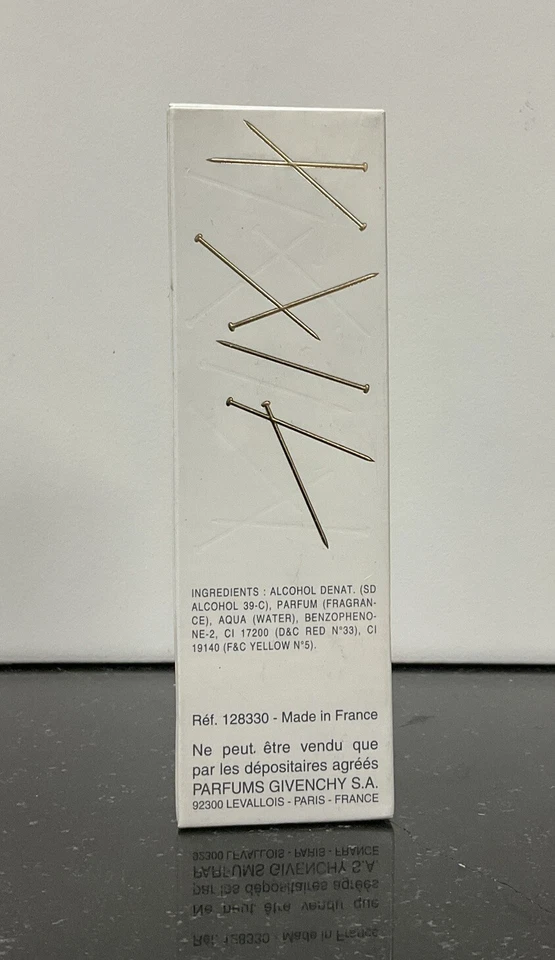 INGREDIENTS : ALCOHOL DENAT. (SD
ALCOHOL 39-C), PARFUM (FRAGRAN-
CE), AQUA (WATER), BENZOPHENO-
NE-2, CI 17200 (D&C RED N°33), CI
19140 (F&C YELLOW N°5).
Réf. 128330 - Made in France
Ne peut être vendu que
par les dépositaires agréés
PARFUMS GIVENCHY S.A.
92300 LEVALLOIS - PARIS - FRANCE